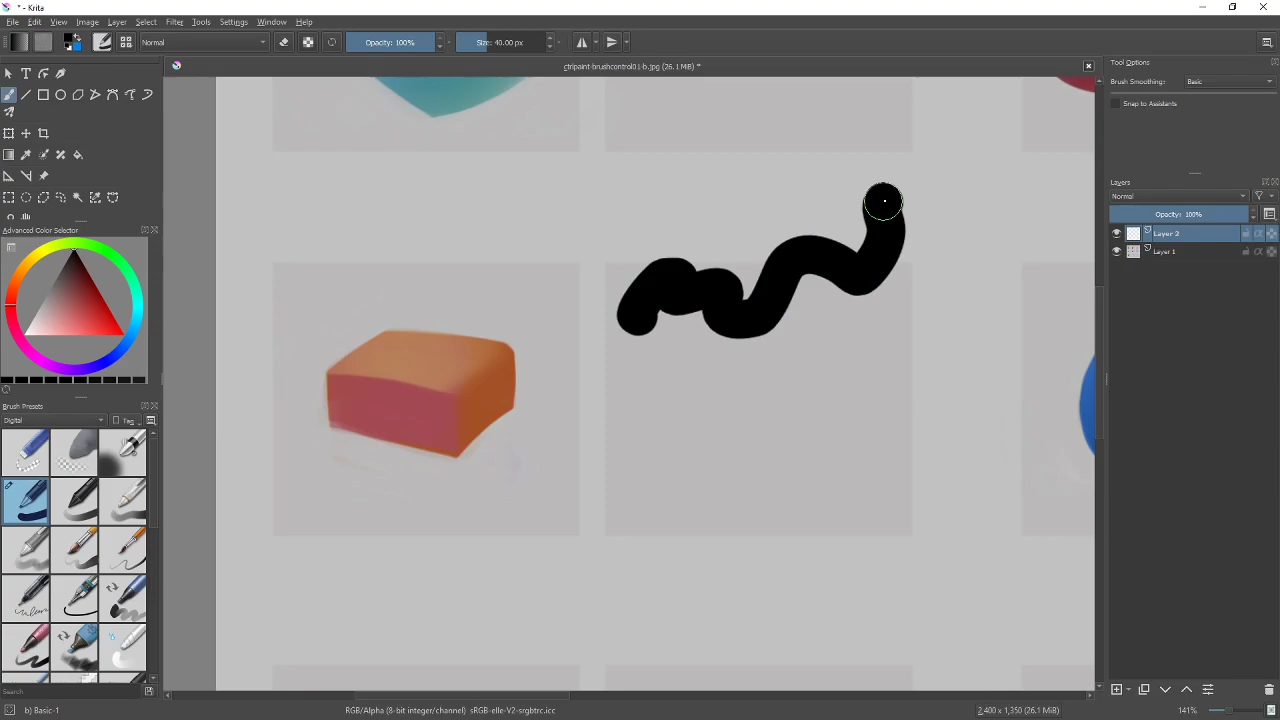 * - Krita
File Edit View Image Layer Select Filter Tools Settings Window Help
Normal Opacity: 100% Size: 40.00 px
ctrlpaint-brushcontrol01-b.jpg (26.1 MiB) *
Tool Options
Brush Smoothing: Basic
Snap to Assistants
Layers
Normal
Opacity: 100%
Layer 2
Layer 1
Advanced Color Selector
Brush Presets
Digital Tag
Search
b) Basic-1 RGB/Alpha (8-bit integer/channel) sRGB-elle-V2-srgbtrc.icc 2,400 x 1,350 (26.1 MiB) 141%